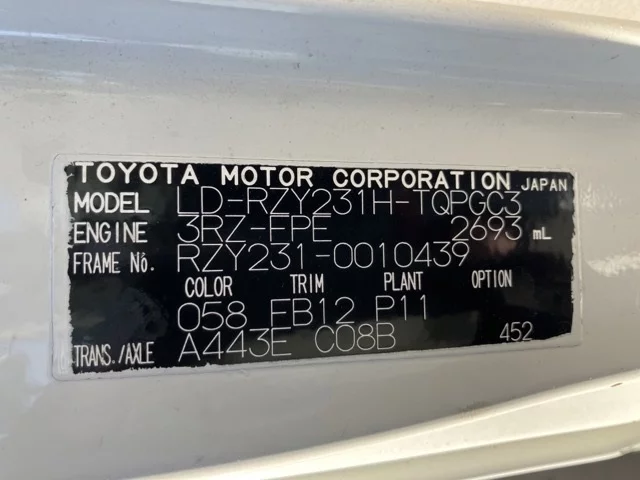 TOYOTA MOTOR CORPORATION JAPAN
MODEL LD-RZY231H-TQPGC3
ENGINE 3RZ-FPE 2693 mL
FRAME NO. RZY231-0010439
COLOR TRIM PLANT OPTION
058 FB12 P11
TRANS./AXLE A443E C08B 452